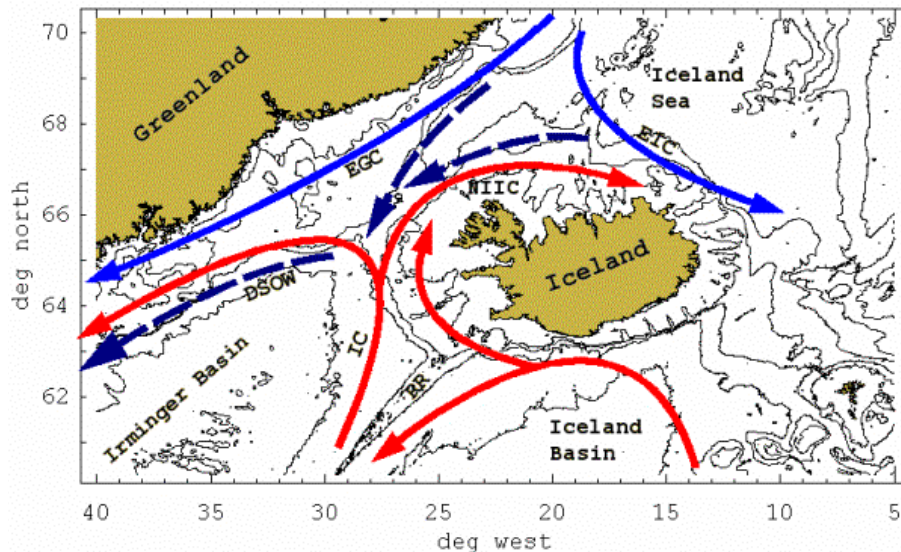 70
68
66
64
62
deg north
Greenland
Iceland
Sea
EIC
EGC
NIIC
Iceland
DSOW
IC
RR
Irminger Basin
Iceland
Basin
40
35
30
25
20
15
10
5
deg west